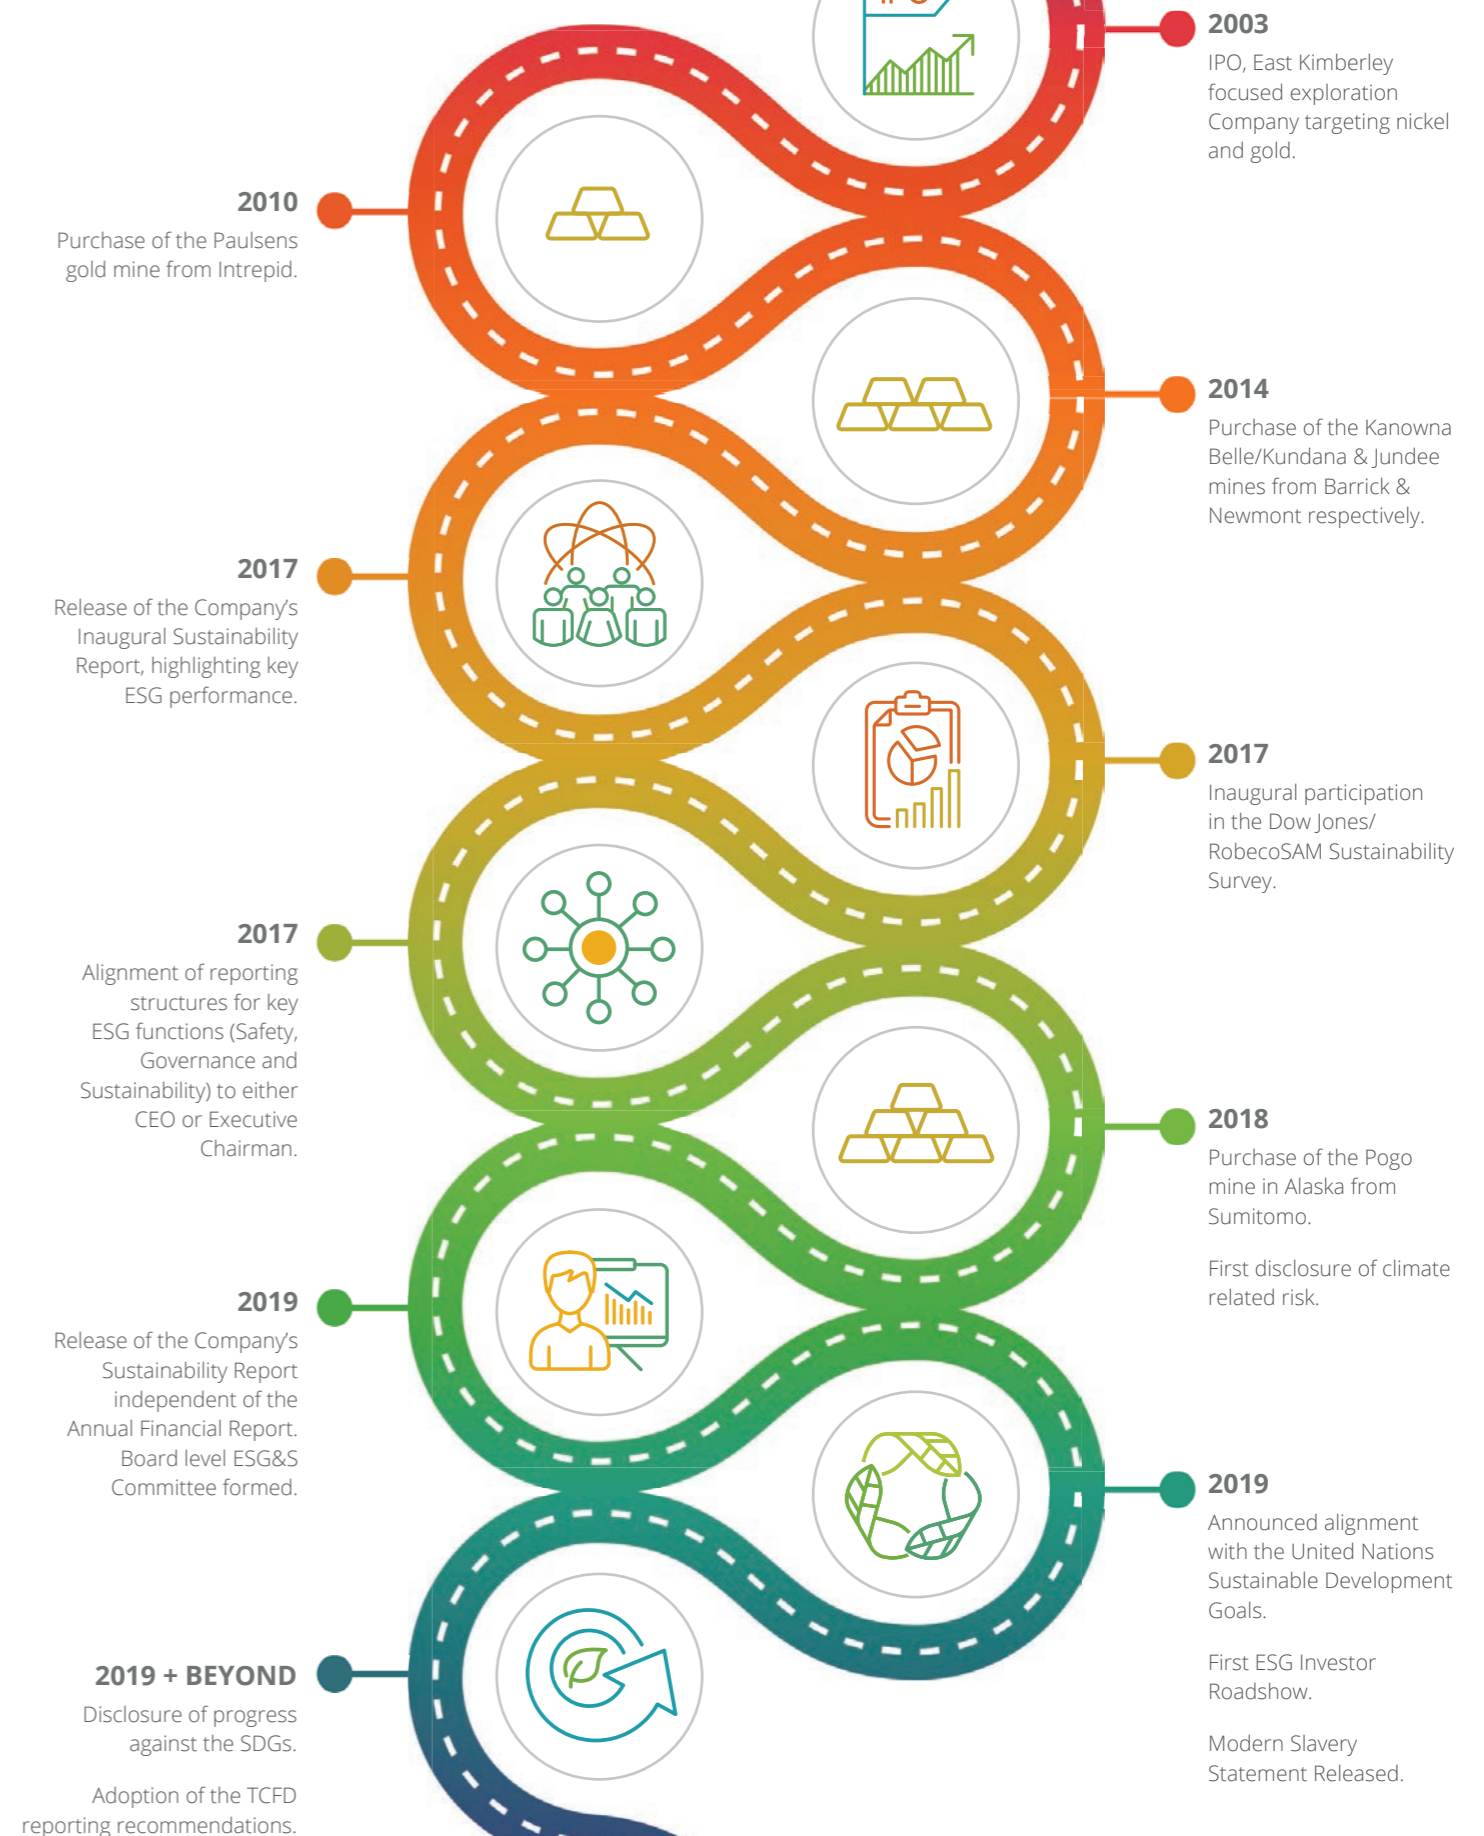 IPO
2003
IPO, East Kimberley
focused exploration
Company targeting nickel
and gold.
2010
Purchase of the Paulsens
gold mine from Intrepid.
2014
Purchase of the Kanowna
Belle/Kundana & Jundee
mines from Barrick &
Newmont respectively.
2017
Release of the Company's
Inaugural Sustainability
Report, highlighting key
ESG performance.
2017
Inaugural participation
in the Dow Jones/
RobecoSAM Sustainability
Survey.
2017
Alignment of reporting
structures for key
ESG functions (Safety,
Governance and
Sustainability) to either
CEO or Executive
Chairman.
2018
Purchase of the Pogo
mine in Alaska from
Sumitomo.
First disclosure of climate
related risk.
2019
Release of the Company's
Sustainability Report
independent of the
Annual Financial Report.
Board level ESG&S
Committee formed.
2019
Announced alignment
with the United Nations
Sustainable Development
Goals.
First ESG Investor
Roadshow.
Modern Slavery
Statement Released.
2019 + BEYOND
Disclosure of progress
against the SDGs.
Adoption of the TCFD
reporting recommendations.